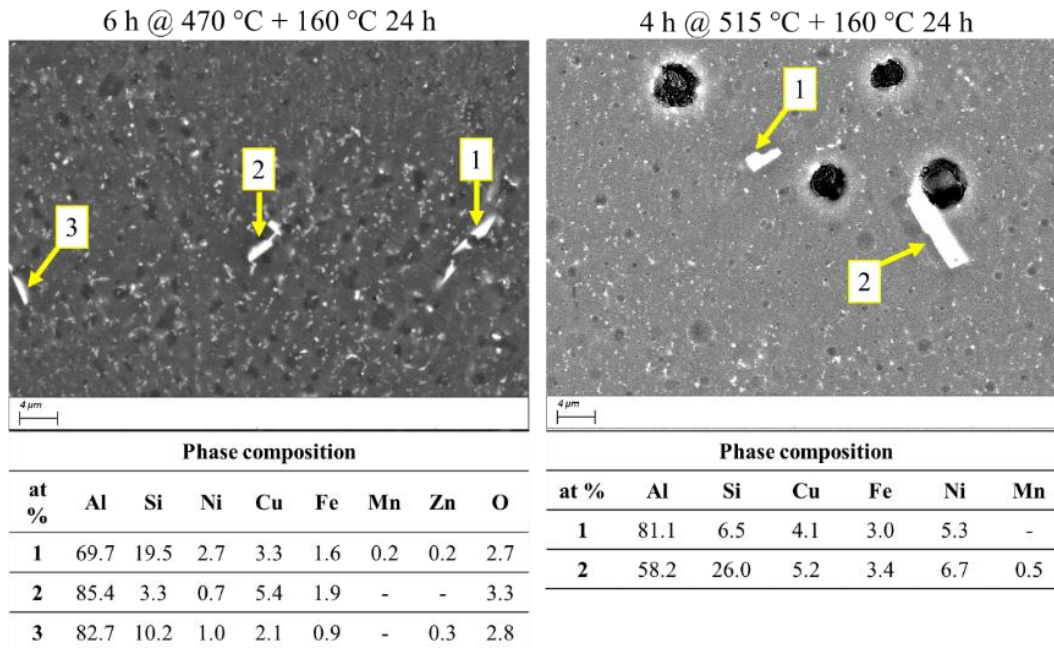 6 h @ 470 °C + 160 °C 24 h
3
2
1
4 µm
Phase composition
at % Al Si Ni Cu Fe Mn Zn O
1 69.7 19.5 2.7 3.3 1.6 0.2 0.2 2.7
2 85.4 3.3 0.7 5.4 1.9 - - 3.3
3 82.7 10.2 1.0 2.1 0.9 - 0.3 2.8
4 h @ 515 °C + 160 °C 24 h
1
2
4 µm
Phase composition
at % Al Si Cu Fe Ni Mn
1 81.1 6.5 4.1 3.0 5.3 -
2 58.2 26.0 5.2 3.4 6.7 0.5